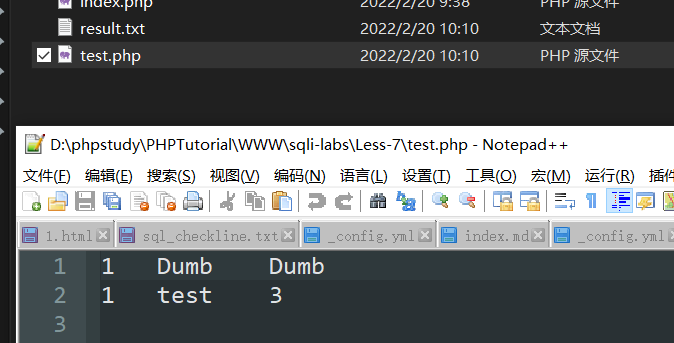 index.php 2022/2/20 9:38 PHP 源文件
result.txt 2022/2/20 10:10 文本文档
test.php 2022/2/20 10:10 PHP 源文件
D:\phpstudy\PHPTutorial\WWW\sqli-labs\Less-7\test.php - Notepad++
文件(F) 编辑(E) 搜索(S) 视图(V) 编码(N) 语言(L) 设置(T) 工具(O) 宏(M) 运行(R) 插件
1.html sql_checkline.txt _config.yml index.md _config.yml
1 1 Dumb Dumb
2 1 test 3
3